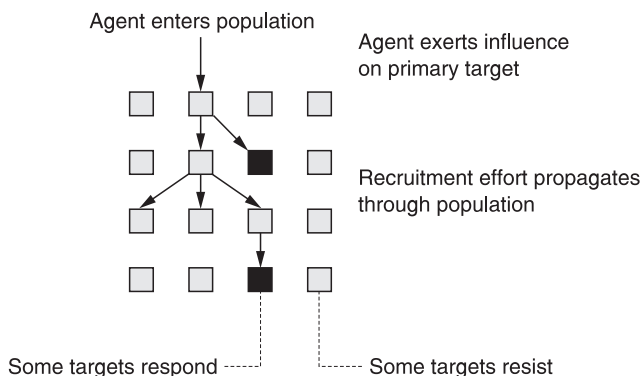 Agent enters population
Agent exerts influence
on primary target
Recruitment effort propagates
through population
Some targets respond
Some targets resist